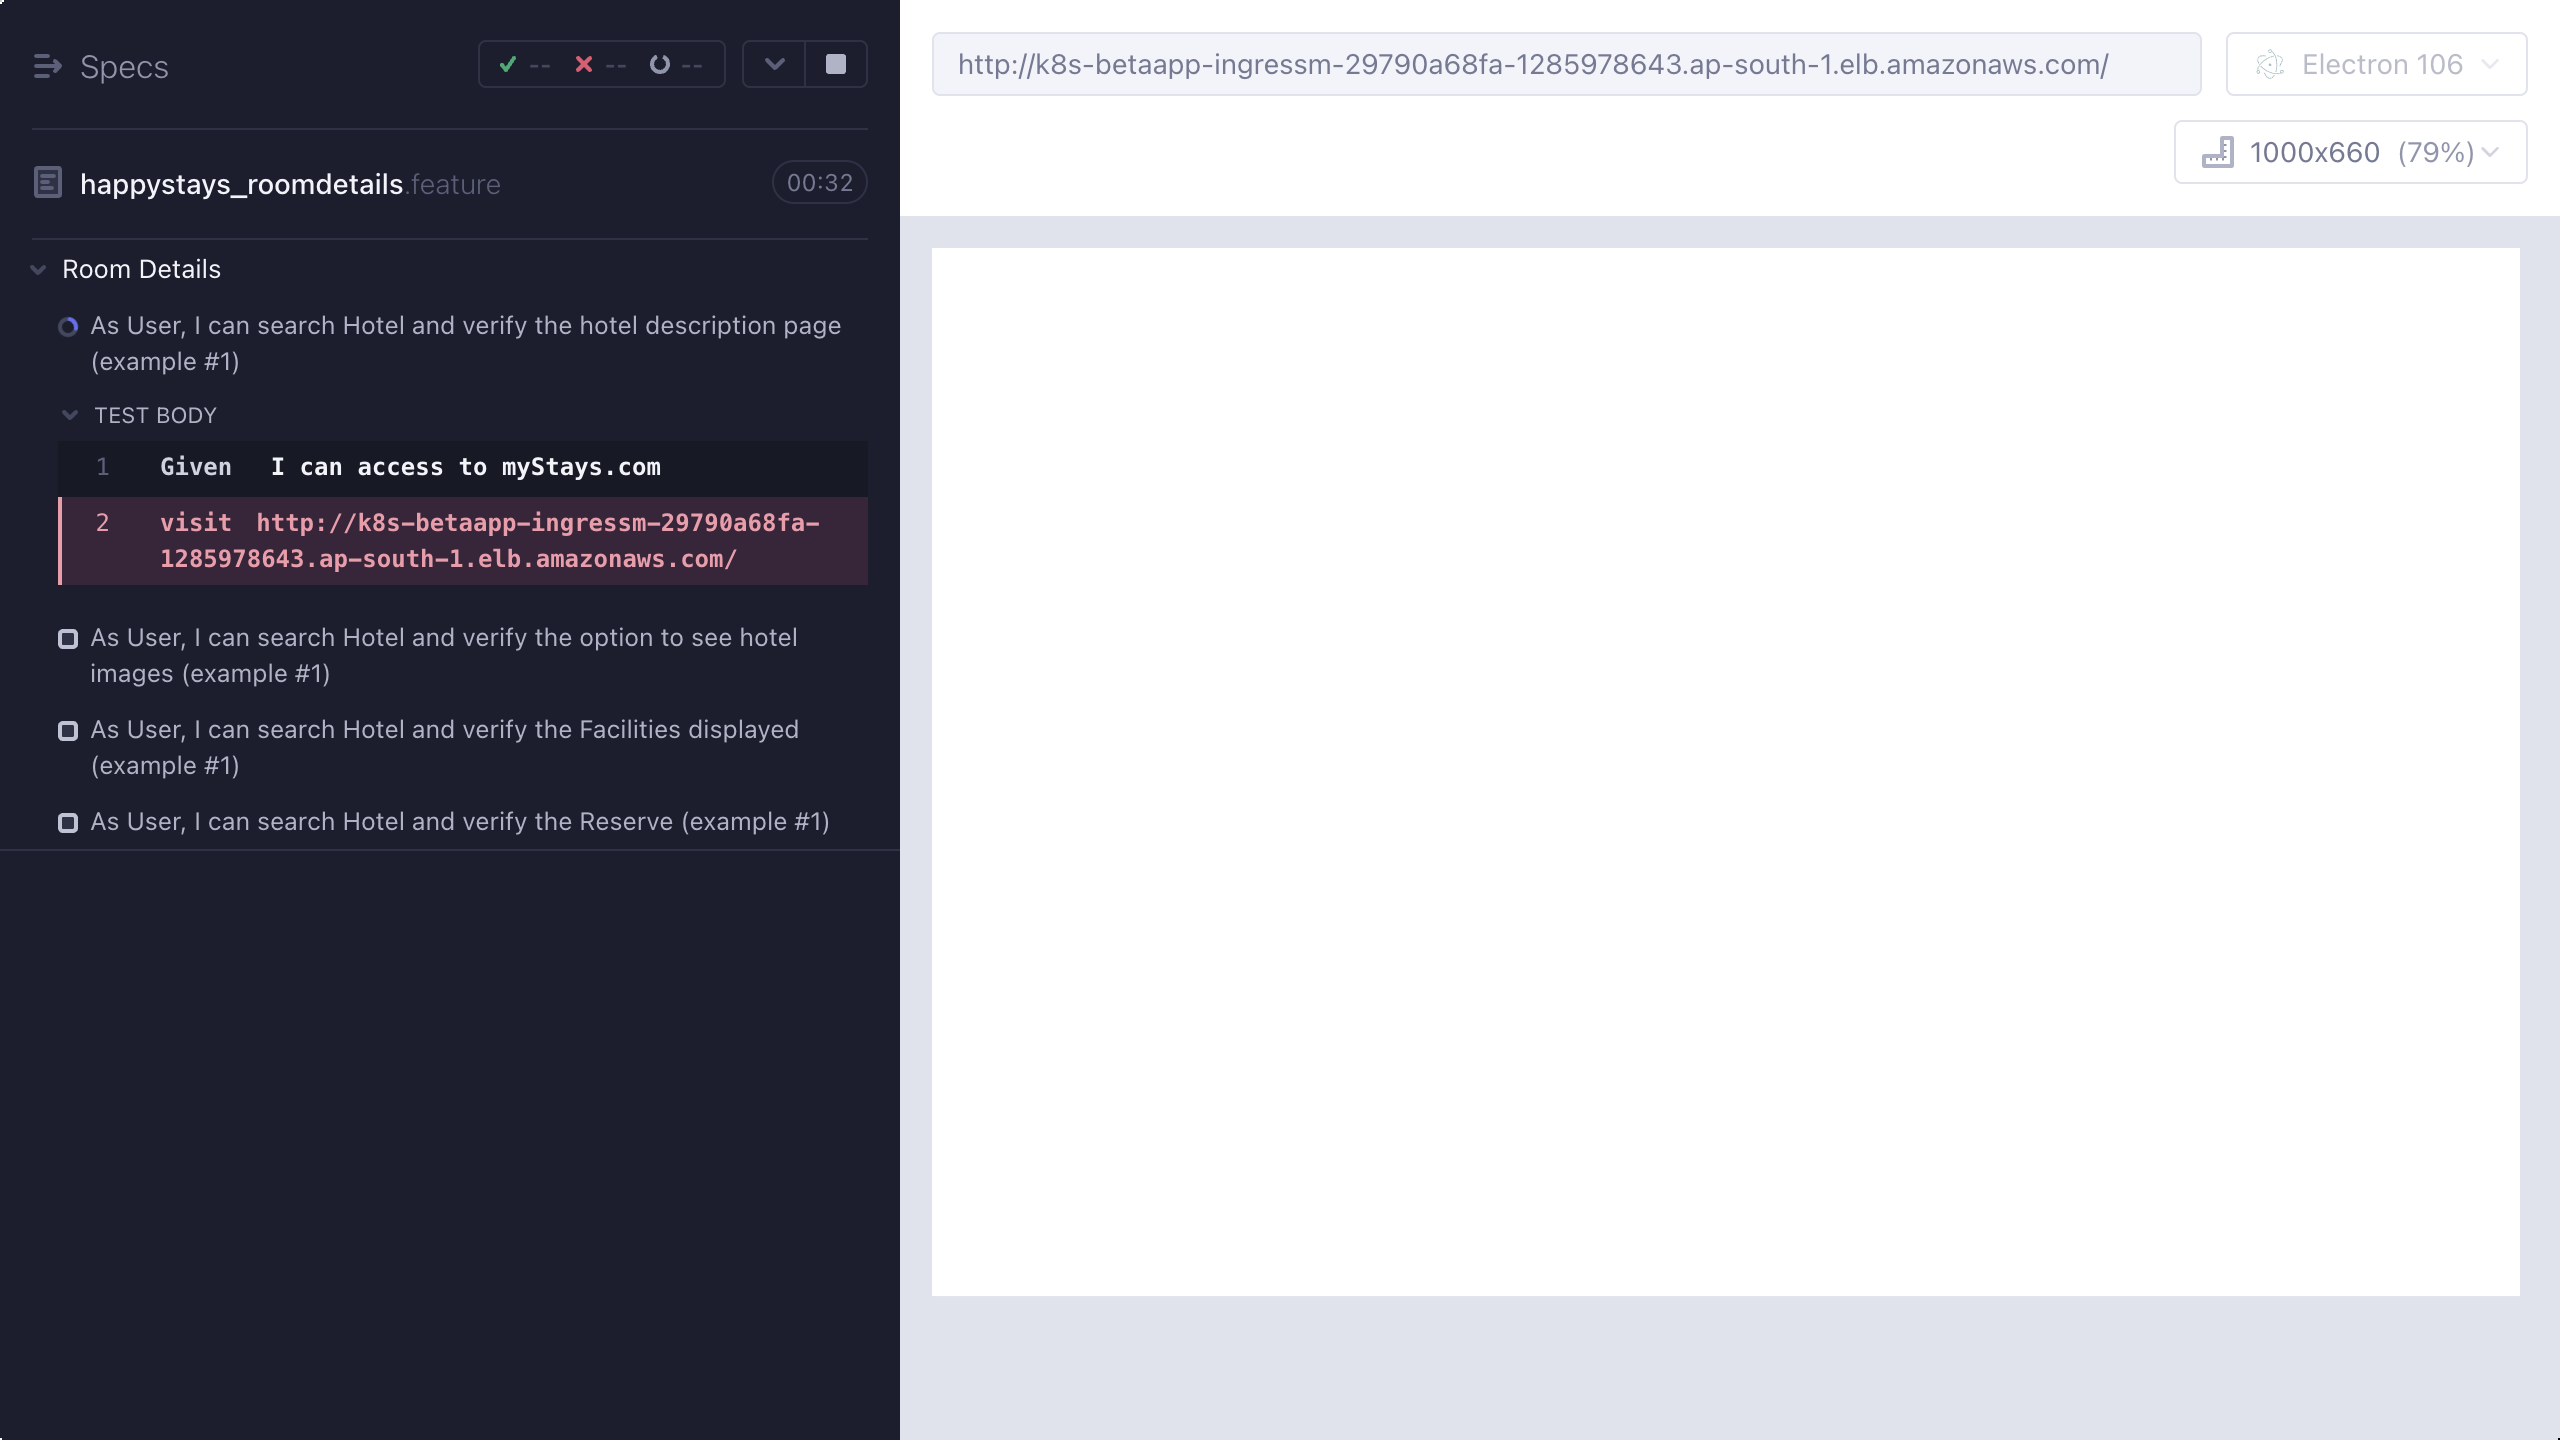 Specs
-- -- --
happystays_roomdetails.feature
00:32
Room Details
As User, I can search Hotel and verify the hotel description page
(example #1)
TEST BODY
1 Given I can access to myStays.com
2 visit http://k8s-betaapp-ingressm-29790a68fa-
1285978643.ap-south-1.elb.amazonaws.com/
As User, I can search Hotel and verify the option to see hotel
images (example #1)
As User, I can search Hotel and verify the Facilities displayed
(example #1)
As User, I can search Hotel and verify the Reserve (example #1)
http://k8s-betaapp-ingressm-29790a68fa-1285978643.ap-south-1.elb.amazonaws.com/
Electron 106
1000x660 (79%)